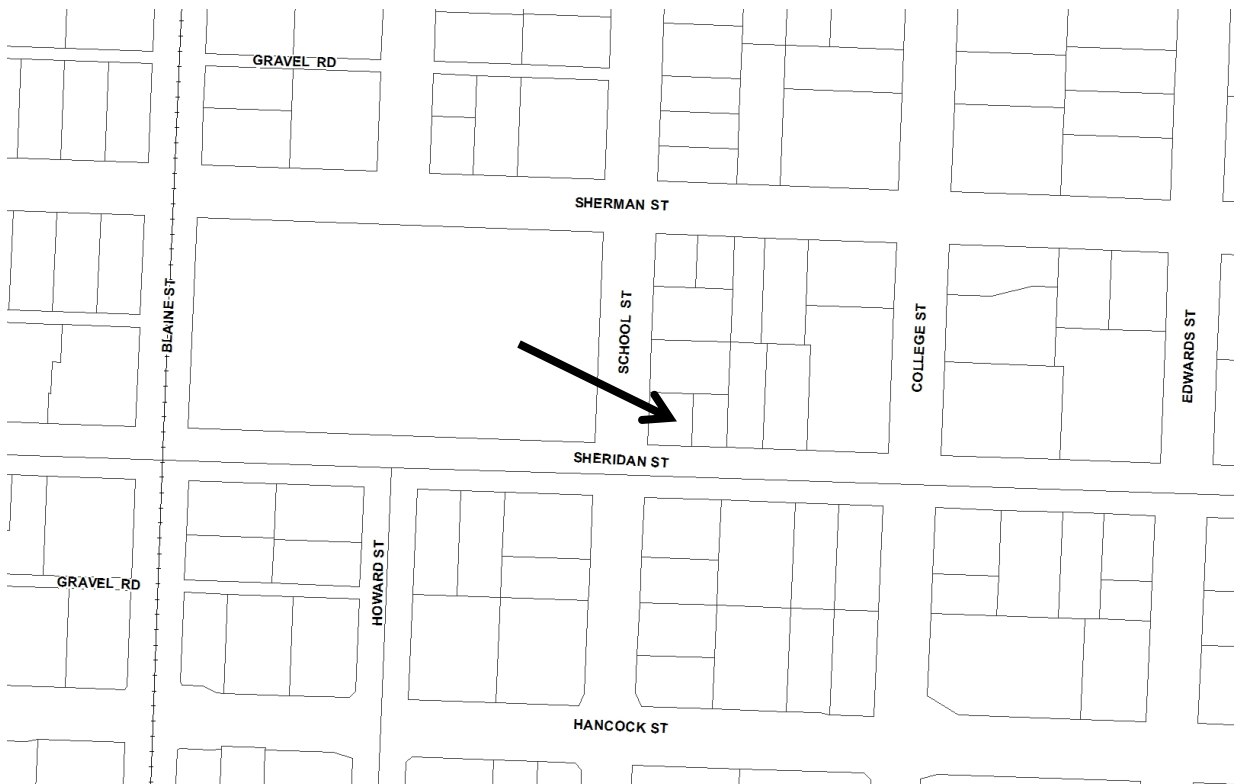 GRAVEL RD
SHERMAN ST
BLAINE ST
SCHOOL ST
COLLEGE ST
EDWARDS ST
SHERIDAN ST
GRAVEL RD
HOWARD ST
HANCOCK ST